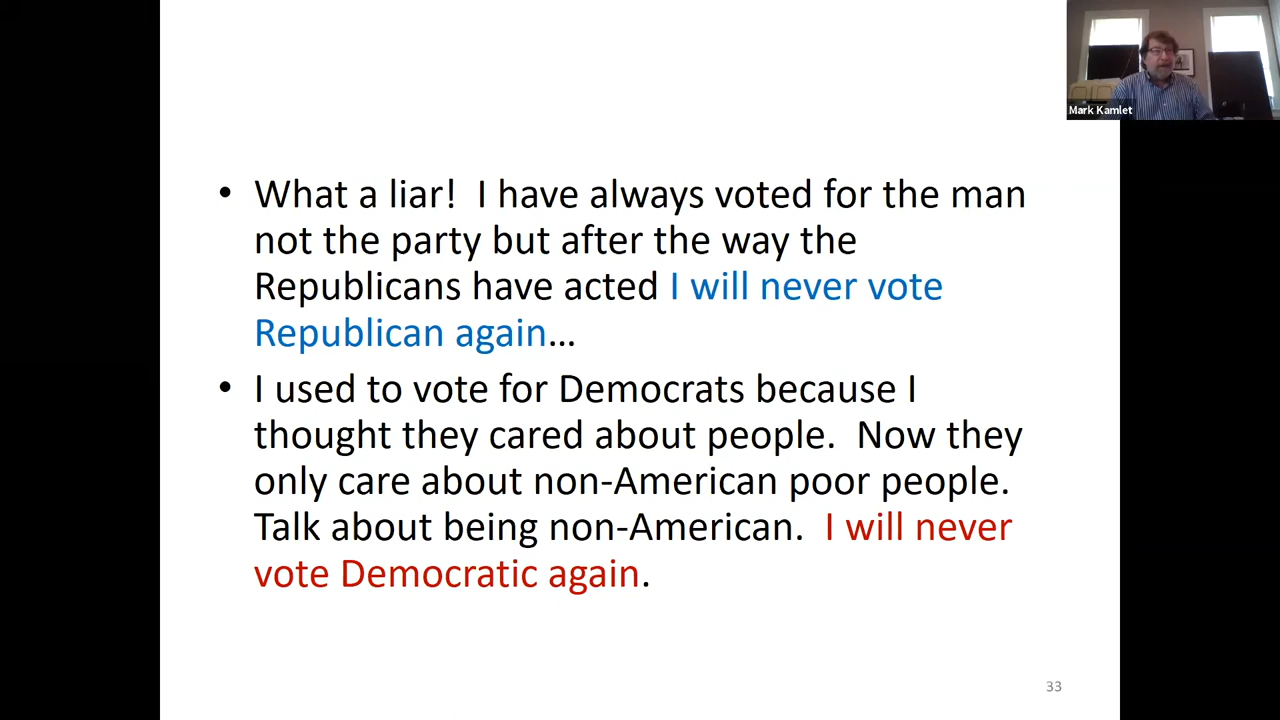 Mark Kamlet
• What a liar!  I have always voted for the man
not the party but after the way the
Republicans have acted I will never vote
Republican again…
• I used to vote for Democrats because I
thought they cared about people.  Now they
only care about non-American poor people.
Talk about being non-American.  I will never
vote Democratic again.
33